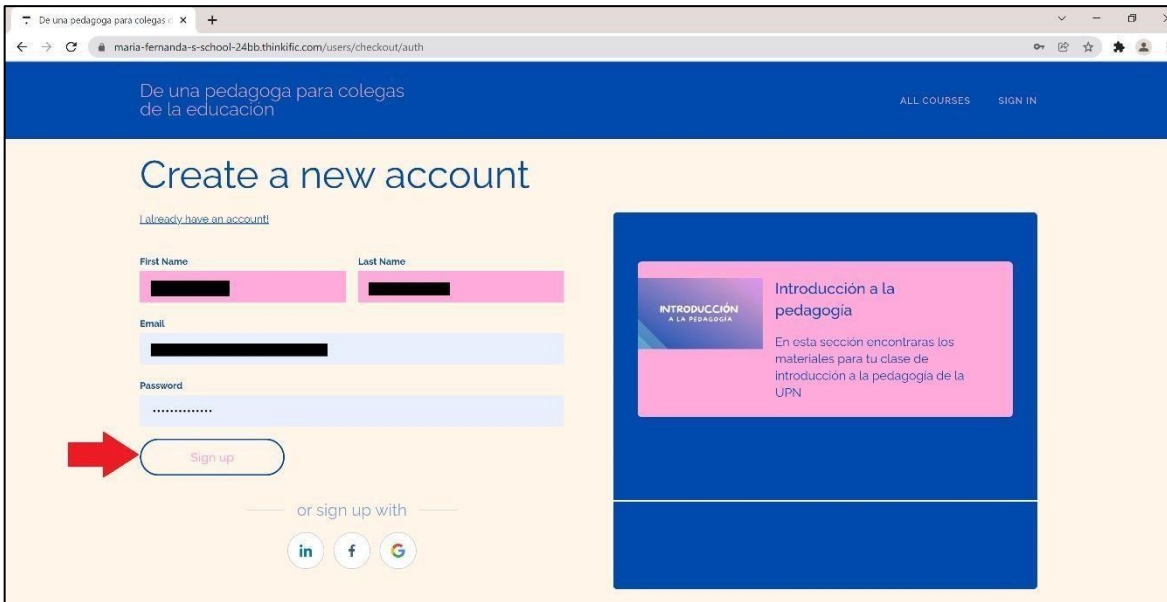 De una pedagoga para colegas d
maria-fernanda-s-school-24bb.thinkific.com/users/checkout/auth
De una pedagoga para colegas
de la educación
ALL COURSES SIGN IN
Create a new account
I already have an account!
First Name Last Name
Email
Password
Sign up
or sign up with
in f G
INTRODUCCIÓN
A LA PEDAGOGÍA
Introducción a la
pedagogía
En esta sección encontraras los
materiales para tu clase de
introducción a la pedagogía de la
UPN